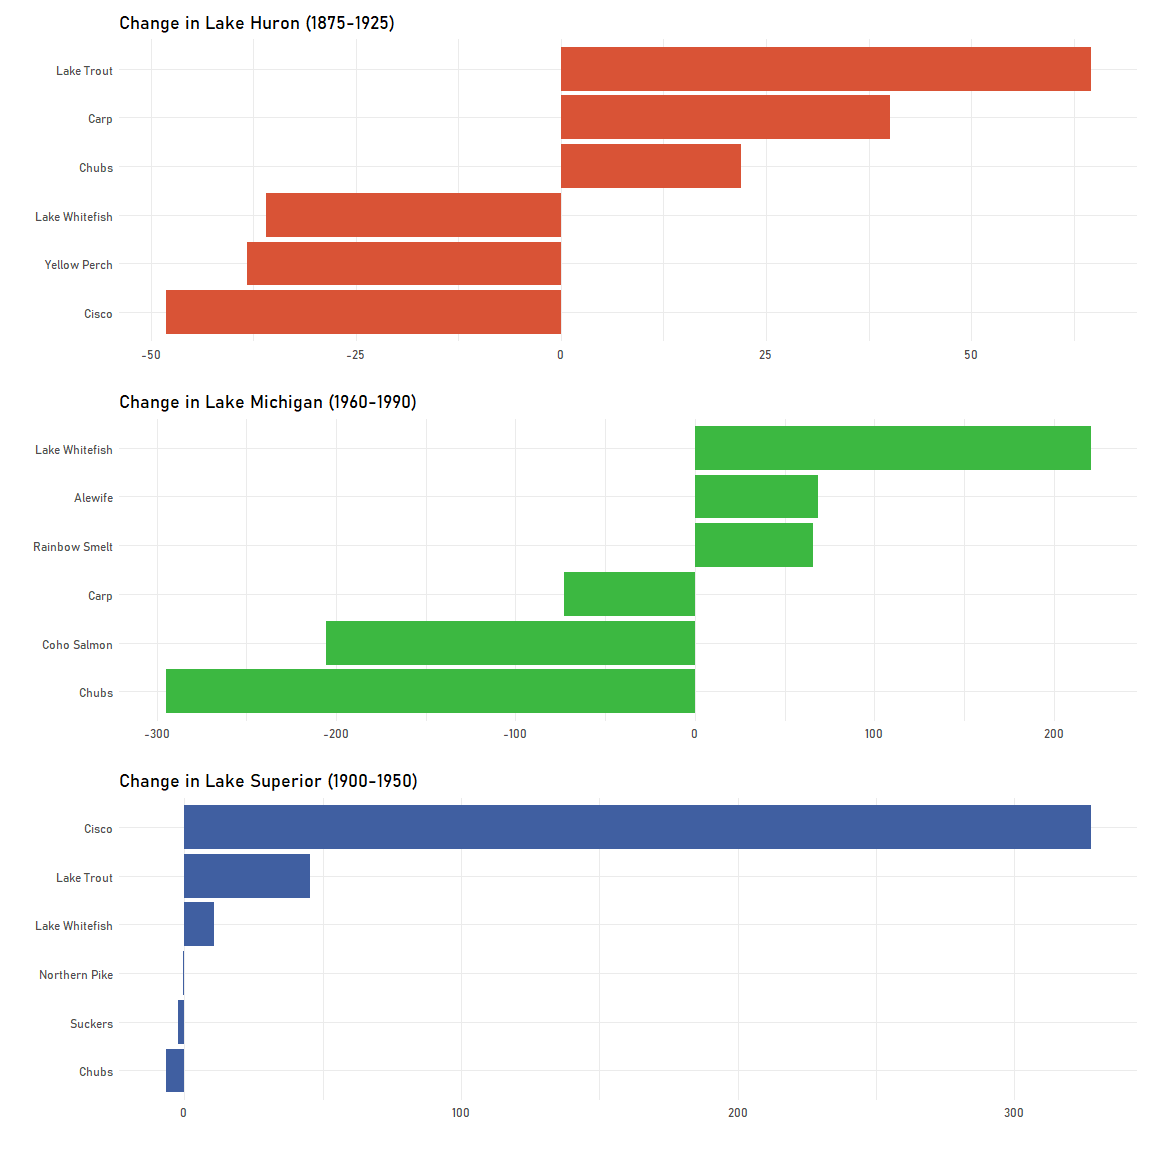 Change in Lake Huron (1875-1925)
Lake Trout
Carp
Chubs
Lake Whitefish
Yellow Perch
Cisco
-50 -25 0 25 50
Change in Lake Michigan (1960-1990)
Lake Whitefish
Alewife
Rainbow Smelt
Carp
Coho Salmon
Chubs
-300 -200 -100 0 100 200
Change in Lake Superior (1900-1950)
Cisco
Lake Trout
Lake Whitefish
Northern Pike
Suckers
Chubs
0 100 200 300